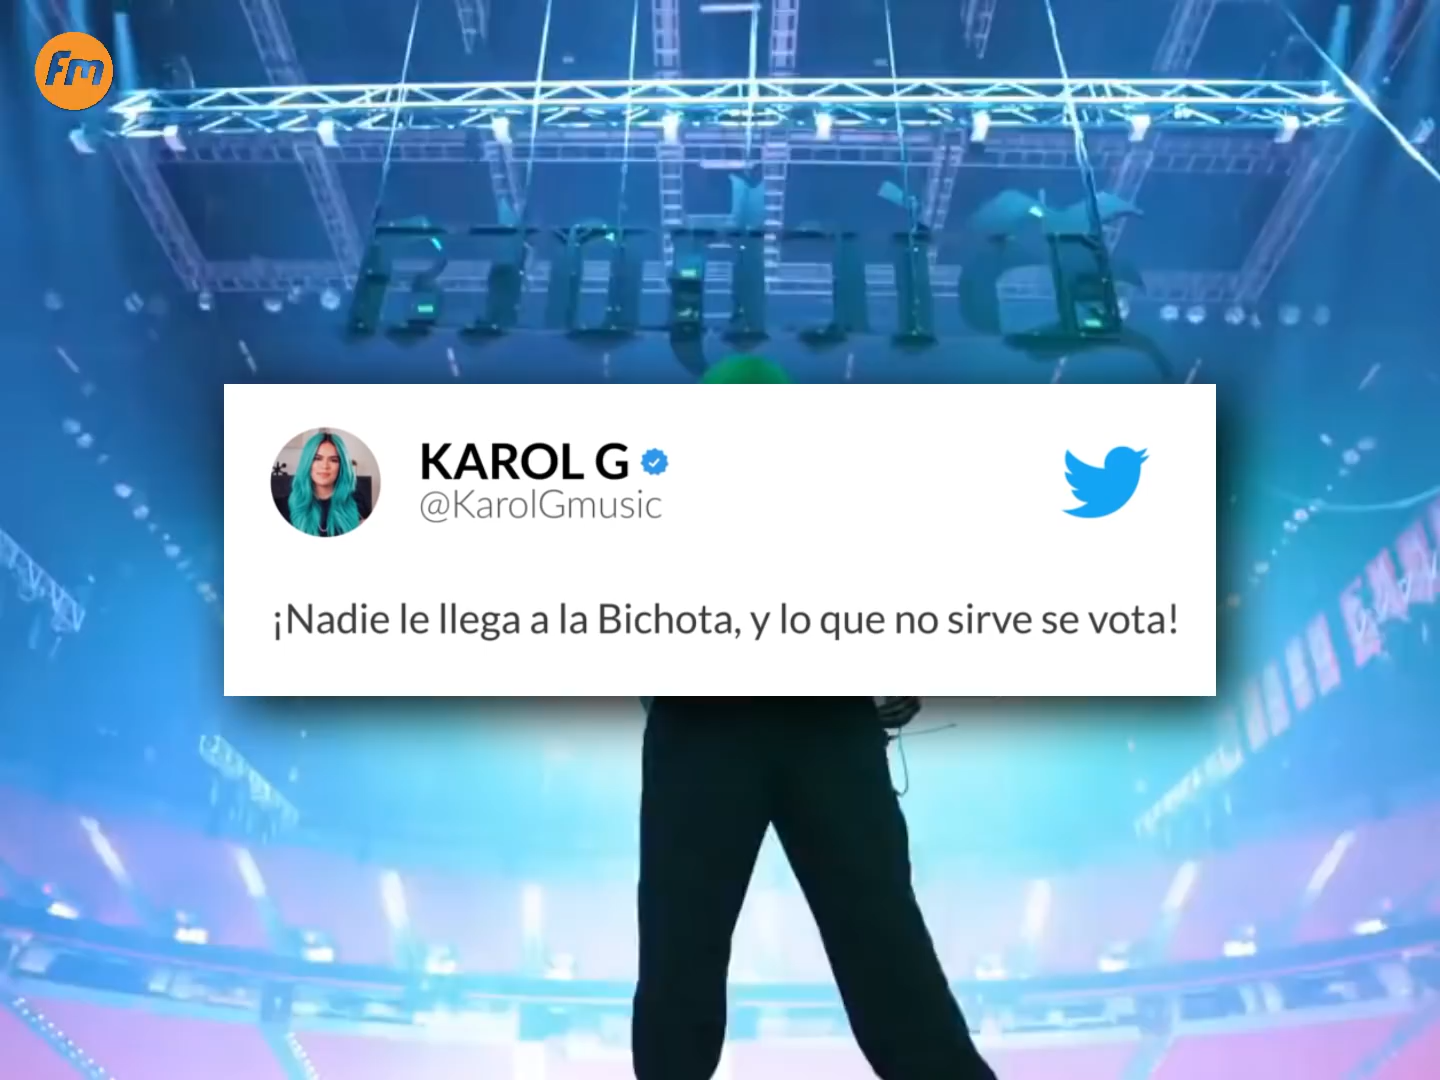 Fm
KAROL G
@KarolGmusic
¡Nadie le llega a la Bichota, y lo que no sirve se vota!